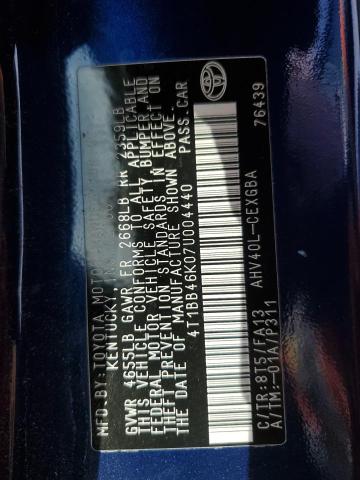 MFD.BY:TOYOTA MOTOR
KENTUCKY, IN
GVWR 4655LB GAWR FR 2668LB RR 2359LB
THIS VEHICLE CONFORMS TO ALL APPLICABLE
FEDERAL MOTOR VEHICLE SAFETY, BUMPER AND
THEFT PREVENTION STANDARDS IN EFFECT ON
THE DATE OF MANUFACTURE SHOWN ABOVE.
4T1BB46K07U004440 PASS.CAR
C/TR:8T5/FA13 AHV40L-CEXGBA
A/TM:-01A/P311 76439